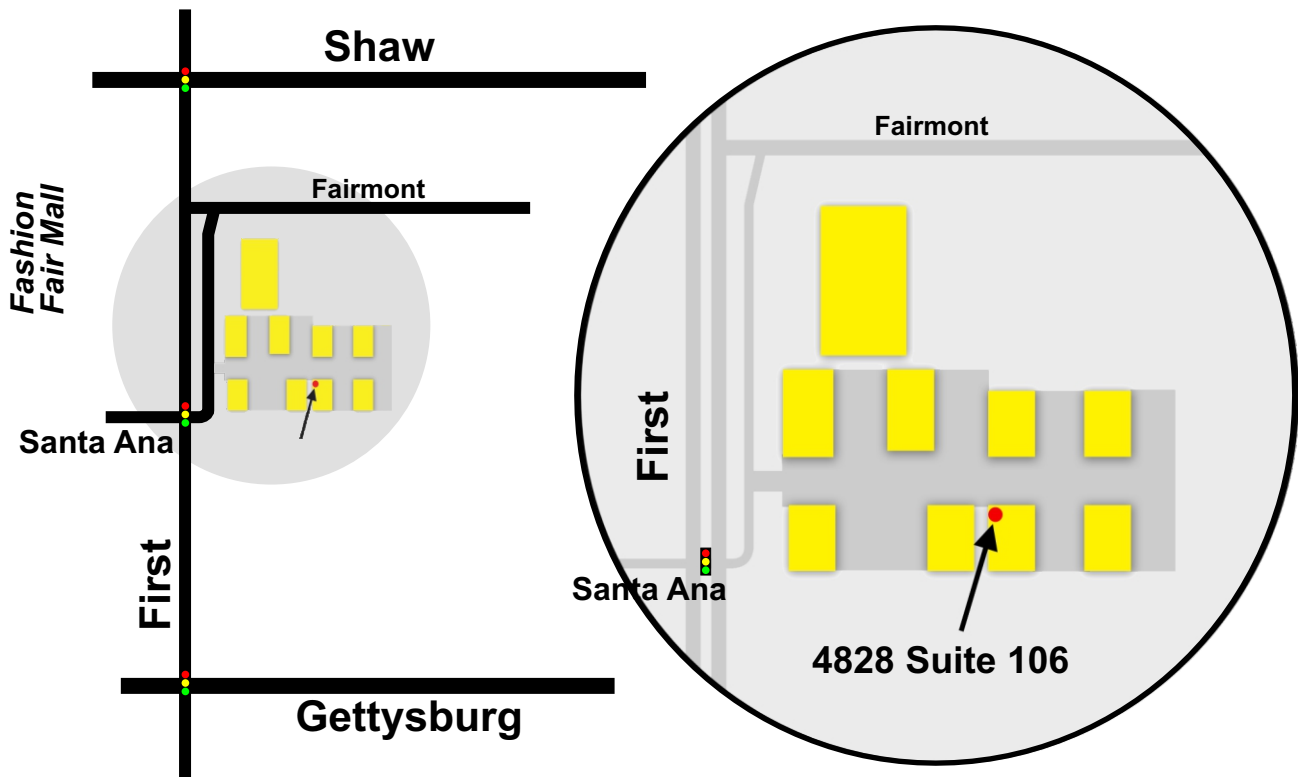 Shaw
Fairmont
Fashion
Fair Mall
Santa Ana
First
Gettysburg
Fairmont
First
Santa Ana
4828 Suite 106